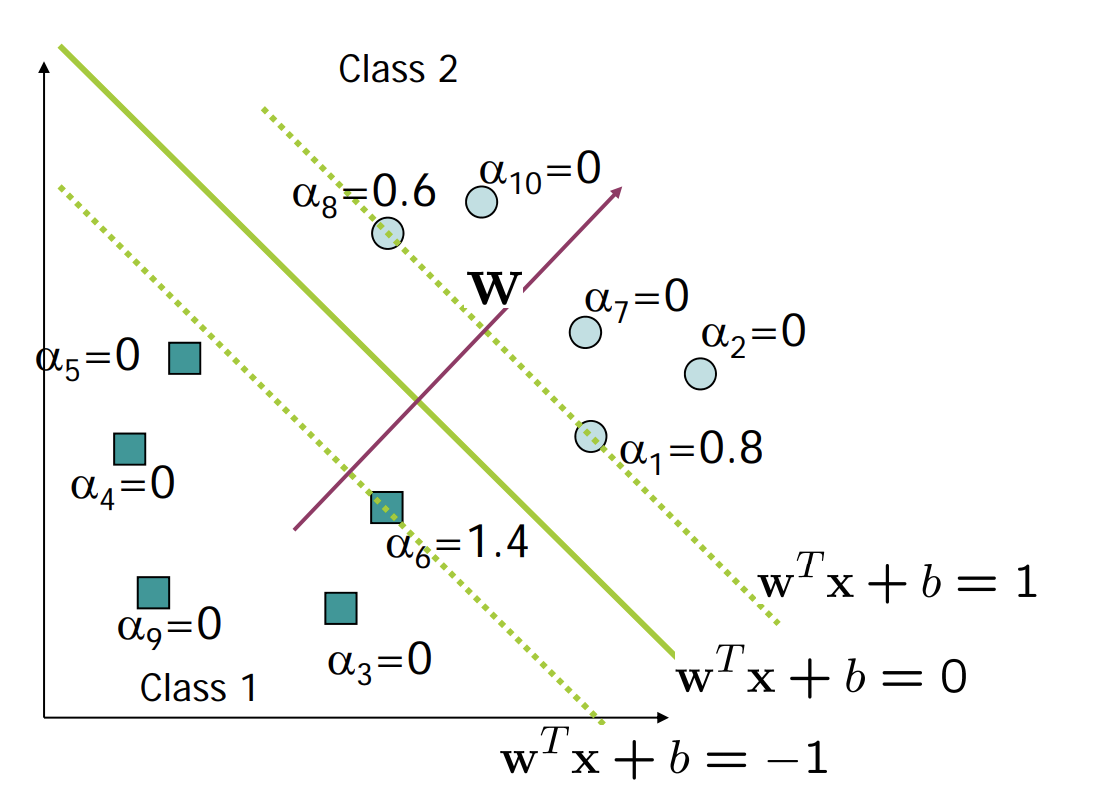 Class 2
α₁₀=0
α₈=0.6
w
α₇=0
α₂=0
α₅=0
α₁=0.8
α₄=0
α₆=1.4
wᵀx + b = 1
α₉=0
α₃=0
wᵀx + b = 0
Class 1
wᵀx + b = −1